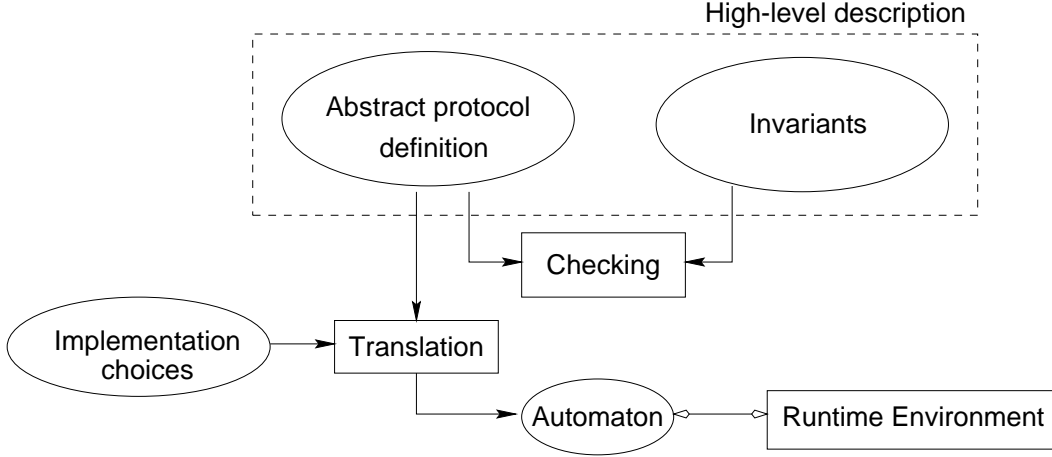 High-level description
Abstract protocol
definition
Invariants
Checking
Implementation
choices
Translation
Automaton
Runtime Environment